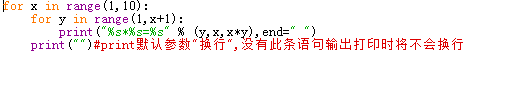 for x in range(1,10):
    for y in range(1,x+1):
        print("%s*%s=%s" % (y,x,x*y),end=" ")
    print("")#print默认参数"换行",没有此条语句输出打印时将不会换行